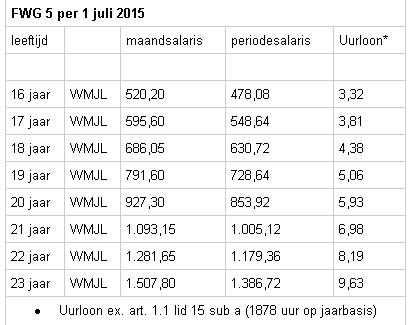 FWG 5 per 1 juli 2015
leeftijd maandsalaris periodesalaris Uurloon*
16 jaar WMJL 520,20 478,08 3,32
17 jaar WMJL 595,60 548,64 3,81
18 jaar WMJL 686,05 630,72 4,38
19 jaar WMJL 791,60 728,64 5,06
20 jaar WMJL 927,30 853,92 5,93
21 jaar WMJL 1.093,15 1.005,12 6,98
22 jaar WMJL 1.281,65 1.179,36 8,19
23 jaar WMJL 1.507,80 1.386,72 9,63
• Uurloon ex. art. 1.1 lid 15 sub a (1878 uur op jaarbasis)